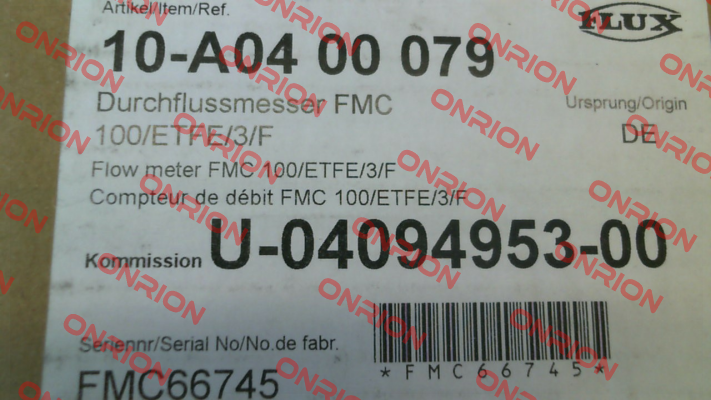 Artikel/Item/Ref.
FLUX
10-A04 00 079
Durchflussmesser FMC
100/ETFE/3/F
Ursprung/Origin
DE
Flow meter FMC 100/ETFE/3/F
Compteur de débit FMC 100/ETFE/3/F
Kommission U-04094953-00
Seriennr/Serial No/No.de fabr.
FMC66745
*FMC66745*
ONRION